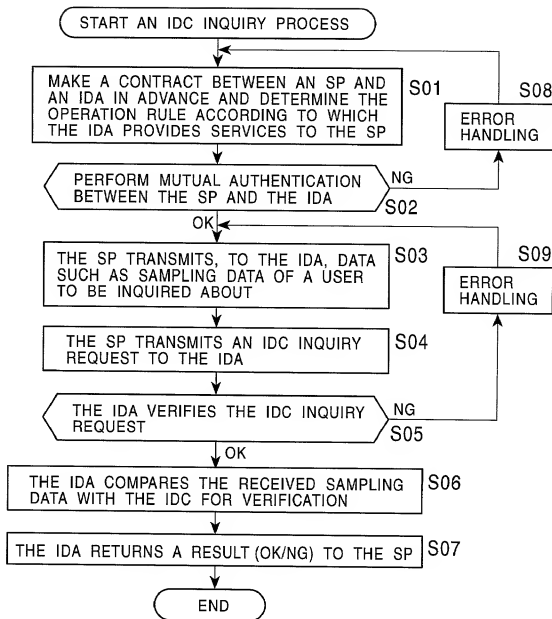 START AN IDC INQUIRY PROCESS
MAKE A CONTRACT BETWEEN AN SP AND
AN IDA IN ADVANCE AND DETERMINE THE
OPERATION RULE ACCORDING TO WHICH
THE IDA PROVIDES SERVICES TO THE SP
S01
S08
ERROR
HANDLING
PERFORM MUTUAL AUTHENTICATION
BETWEEN THE SP AND THE IDA
NG
S02
OK
THE SP TRANSMITS, TO THE IDA, DATA
SUCH AS SAMPLING DATA OF A USER
TO BE INQUIRED ABOUT
S03
S09
ERROR
HANDLING
THE SP TRANSMITS AN IDC INQUIRY
REQUEST TO THE IDA
S04
THE IDA VERIFIES THE IDC INQUIRY
REQUEST
NG
S05
OK
THE IDA COMPARES THE RECEIVED SAMPLING
DATA WITH THE IDC FOR VERIFICATION
S06
THE IDA RETURNS A RESULT (OK/NG) TO THE SP
S07
END